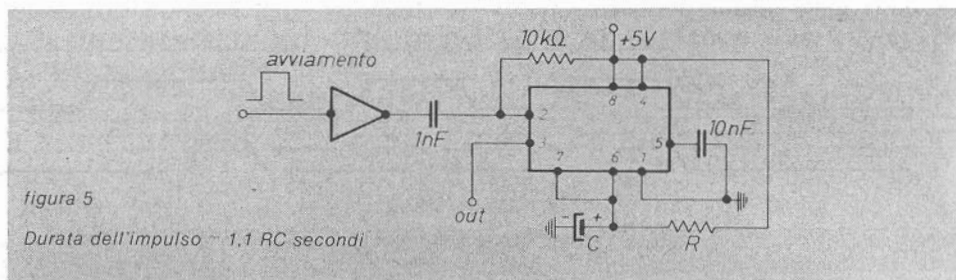 10kΩ
+5V
avviamento
8
4
2
1nF
3
5
10nF
7
6
1
figura 5
out
- +
C
R
Durata dell'impulso ~ 1,1 RC secondi